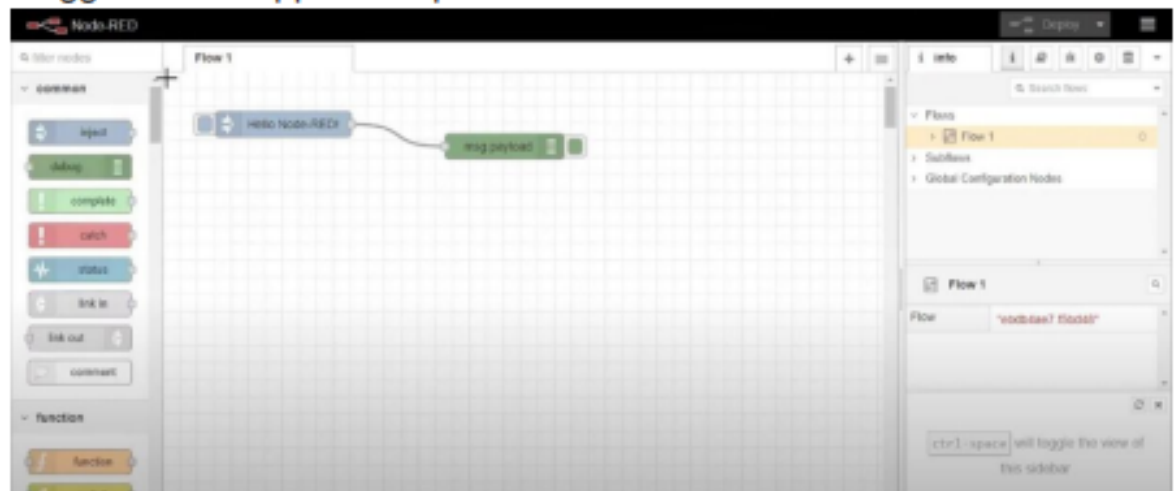 Node-RED
Deploy
filter nodes
Flow 1
info
i
common
Search flows
inject
Hello Node-RED!
Flows
Flow 1
debug
msg.payload
Subflows
complete
Global Configuration Nodes
catch
status
Flow 1
link in
Flow
link out
comment
function
ctrl-space will toggle the view of
this sidebar
function